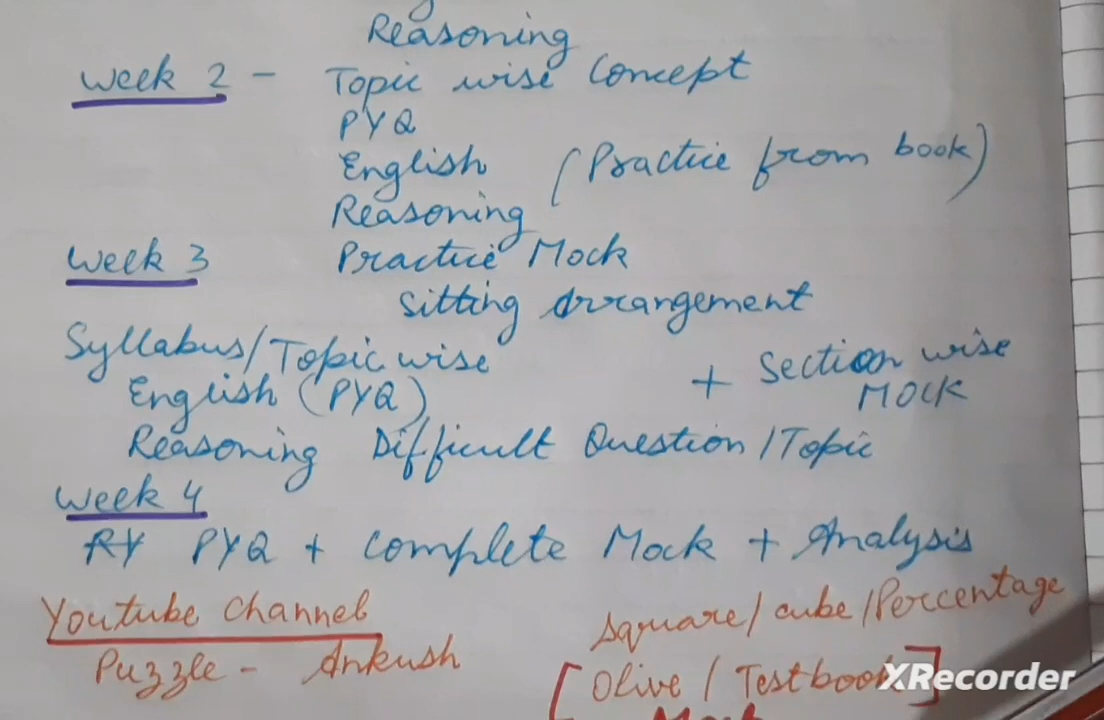 Reasoning
Week 2 - Topic wise Concept
PYQ
English (Practice from book)
Reasoning
Week 3 Practice Mock
Sitting Arrangement
Syllabus/Topic wise + Section wise
English (PYQ) MOCK
Reasoning Difficult Question/Topic
Week 4
PYQ + Complete Mock + Analysis
Youtube Channel Square/cube/Percentage
Puzzle - Ankush [Olive / Testbook]
XRecorder